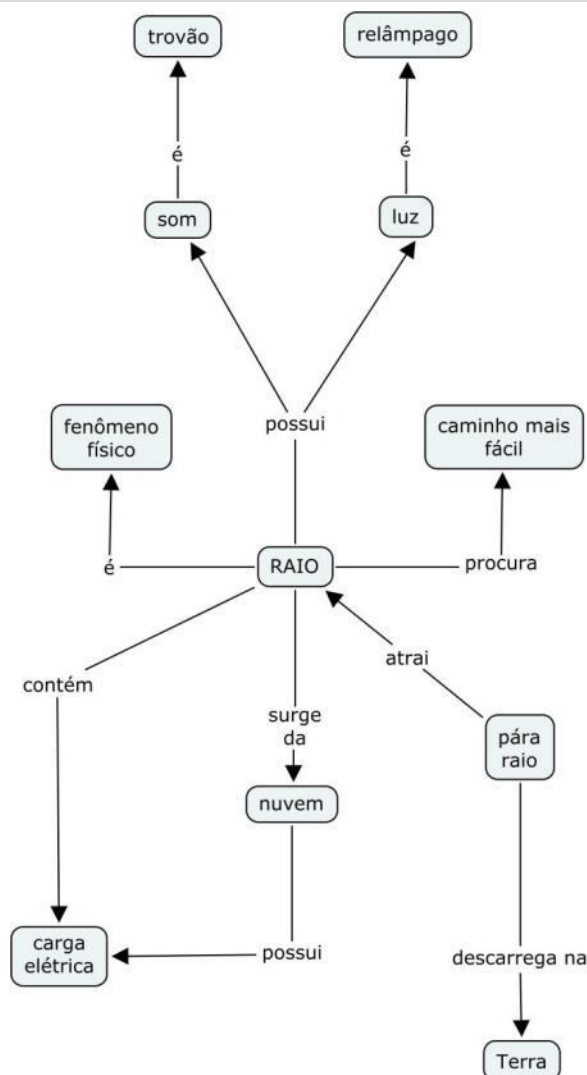 trovão
relâmpago
é
é
som
luz
possui
fenômeno
físico
caminho mais
fácil
é
RAIO
procura
contém
atrai
surge
da
pára
raio
nuvem
carga
elétrica
possui
descarrega na
Terra